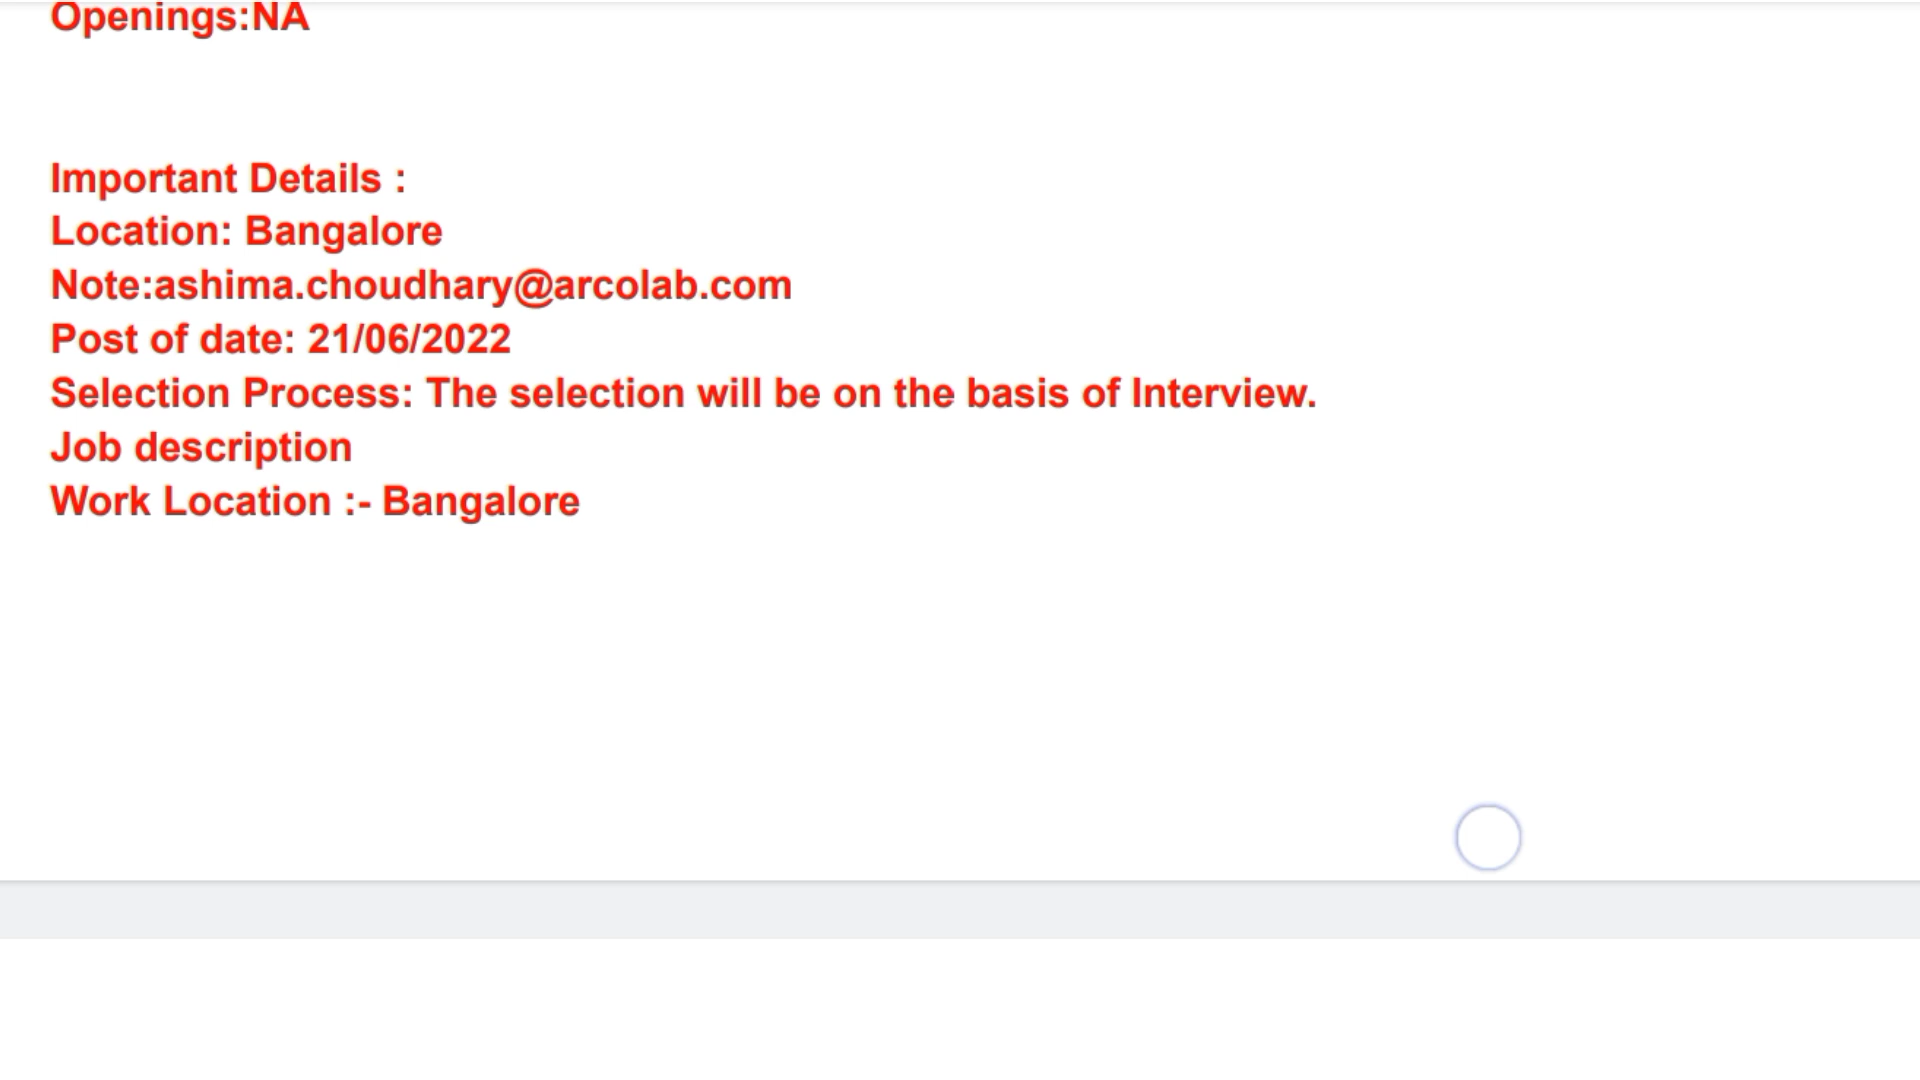 Openings:NA
Important Details :
Location: Bangalore
Note:ashima.choudhary@arcolab.com
Post of date: 21/06/2022
Selection Process: The selection will be on the basis of Interview.
Job description
Work Location :- Bangalore